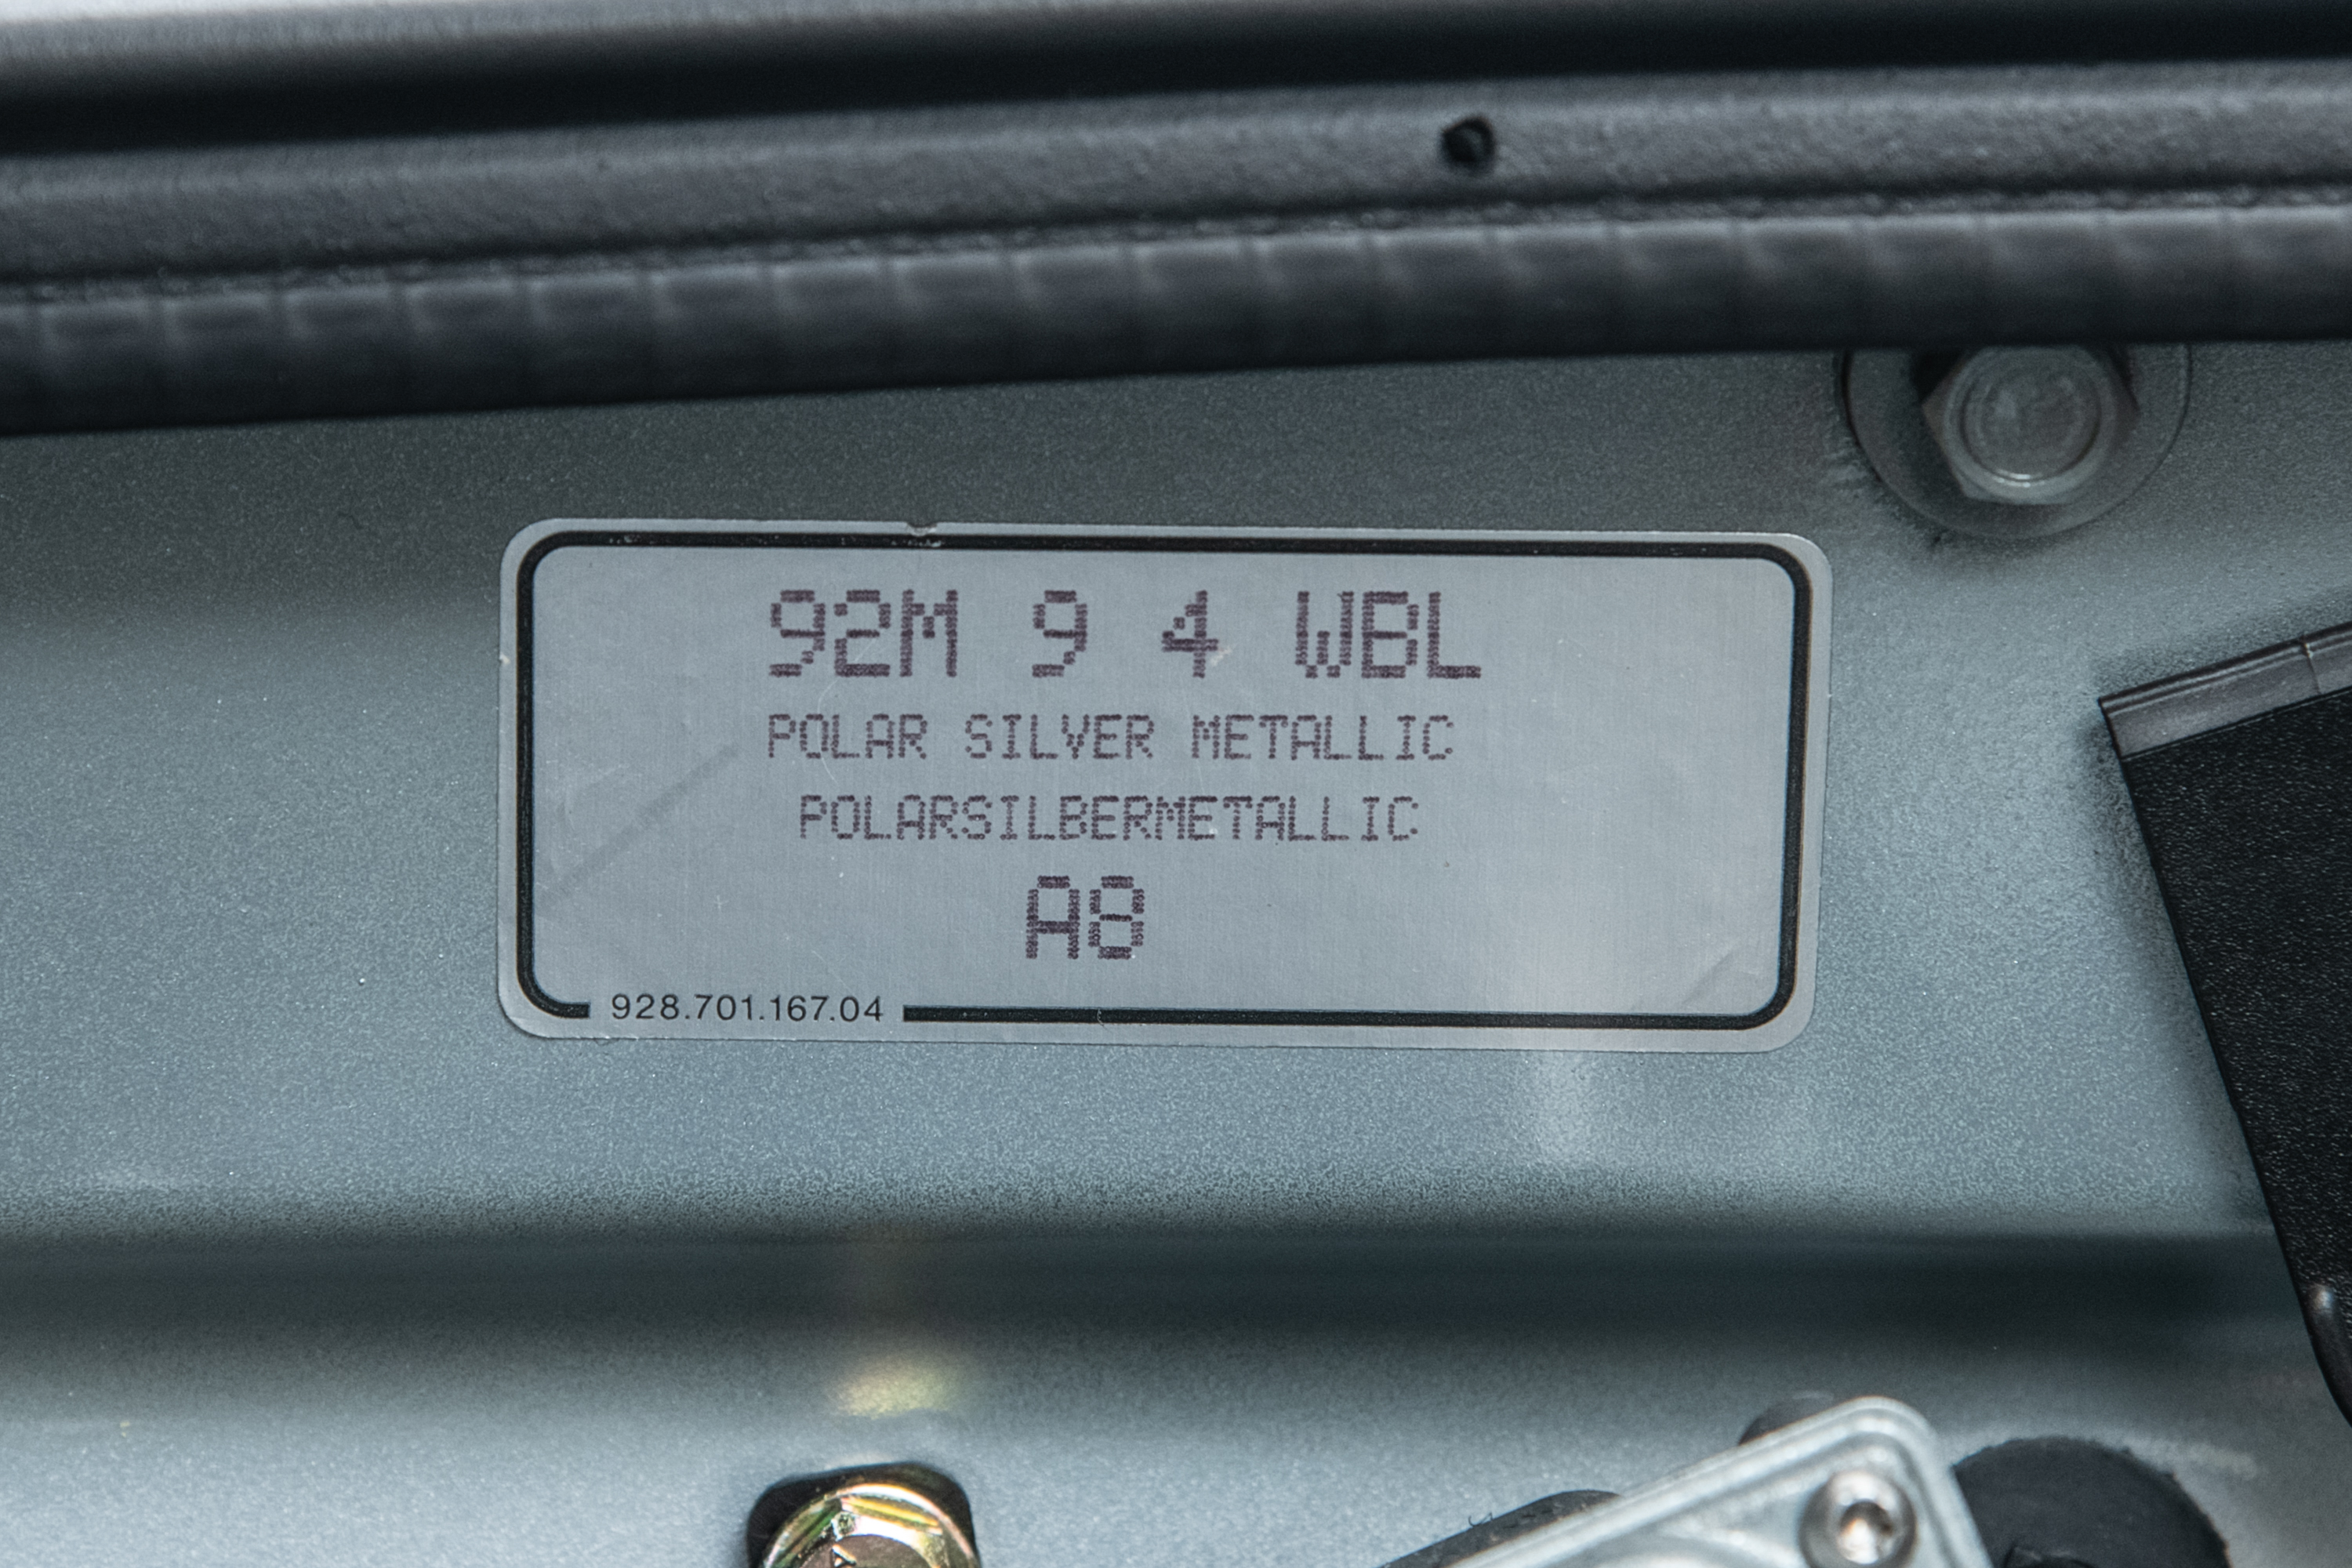 92M 9 4 WBL
POLAR SILVER METALLIC
POLARSILBERMETALLIC
A8
928.701.167.04